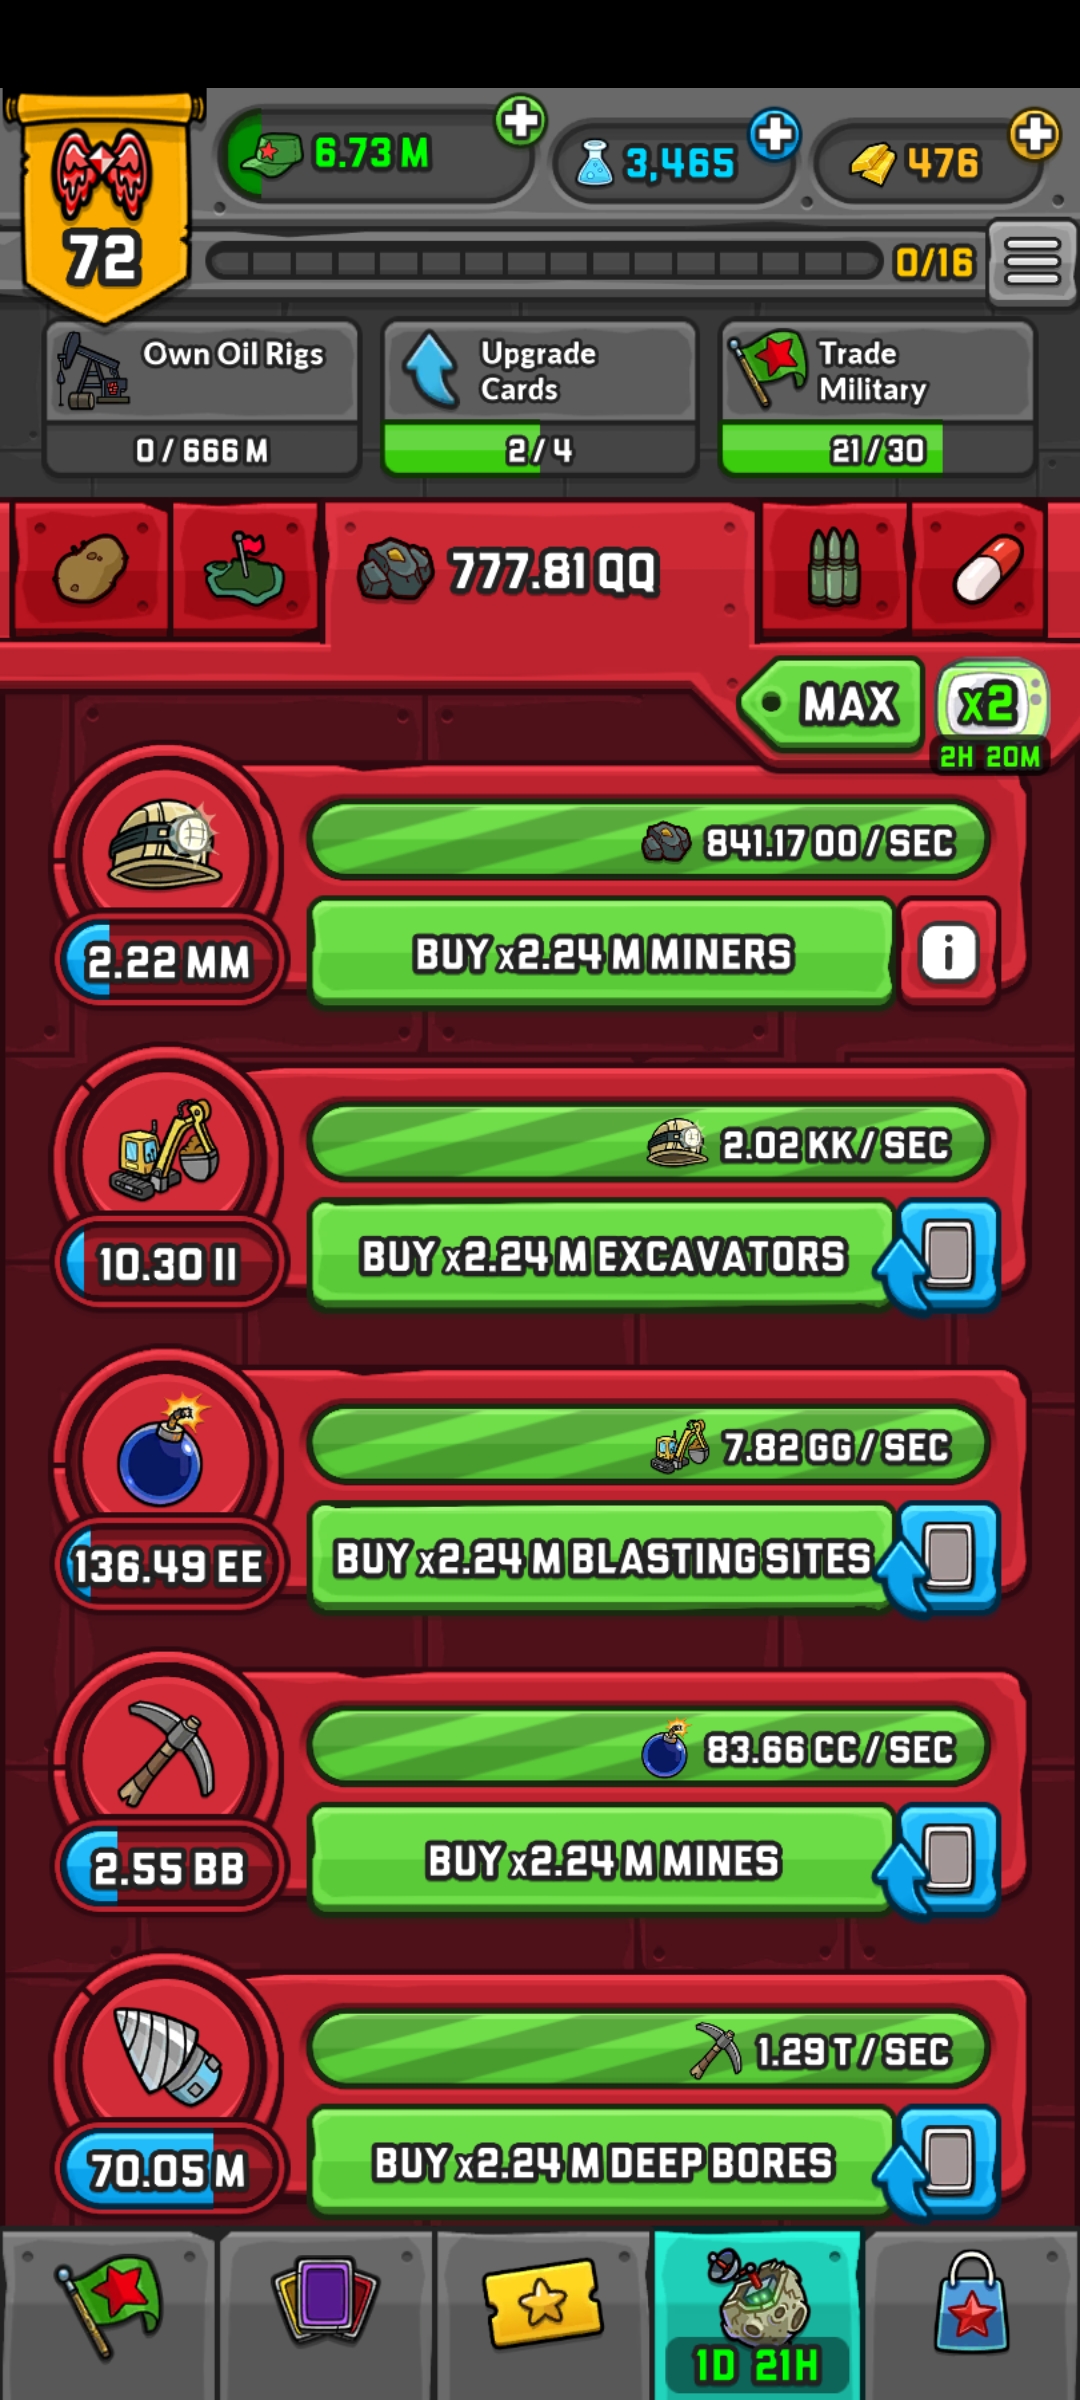 6.73 M
3,465
476
72
0/16
Own Oil Rigs
0 / 666 M
Upgrade
Cards
2 / 4
Trade
Military
21 / 30
777.81 QQ
MAX
x2
2H 20M
841.17 OO / SEC
2.22 MM
BUY x2.24 M MINERS
i
2.02 KK / SEC
10.30 II
BUY x2.24 M EXCAVATORS
7.82 GG / SEC
136.49 EE
BUY x2.24 M BLASTING SITES
83.66 CC / SEC
2.55 BB
BUY x2.24 M MINES
1.29 T / SEC
70.05 M
BUY x2.24 M DEEP BORES
1D 21H